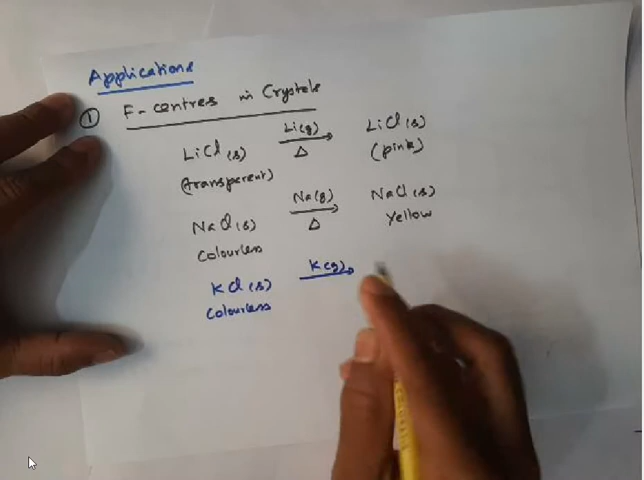 Applications
① F-centres in Crystals
LiCl(s) Li(g) → Δ LiCl(s)
(transparent) (pink)
NaCl(s) Na(g) → Δ NaCl(s)
Colourless Yellow
KCl(s) K(g) →
Colourless